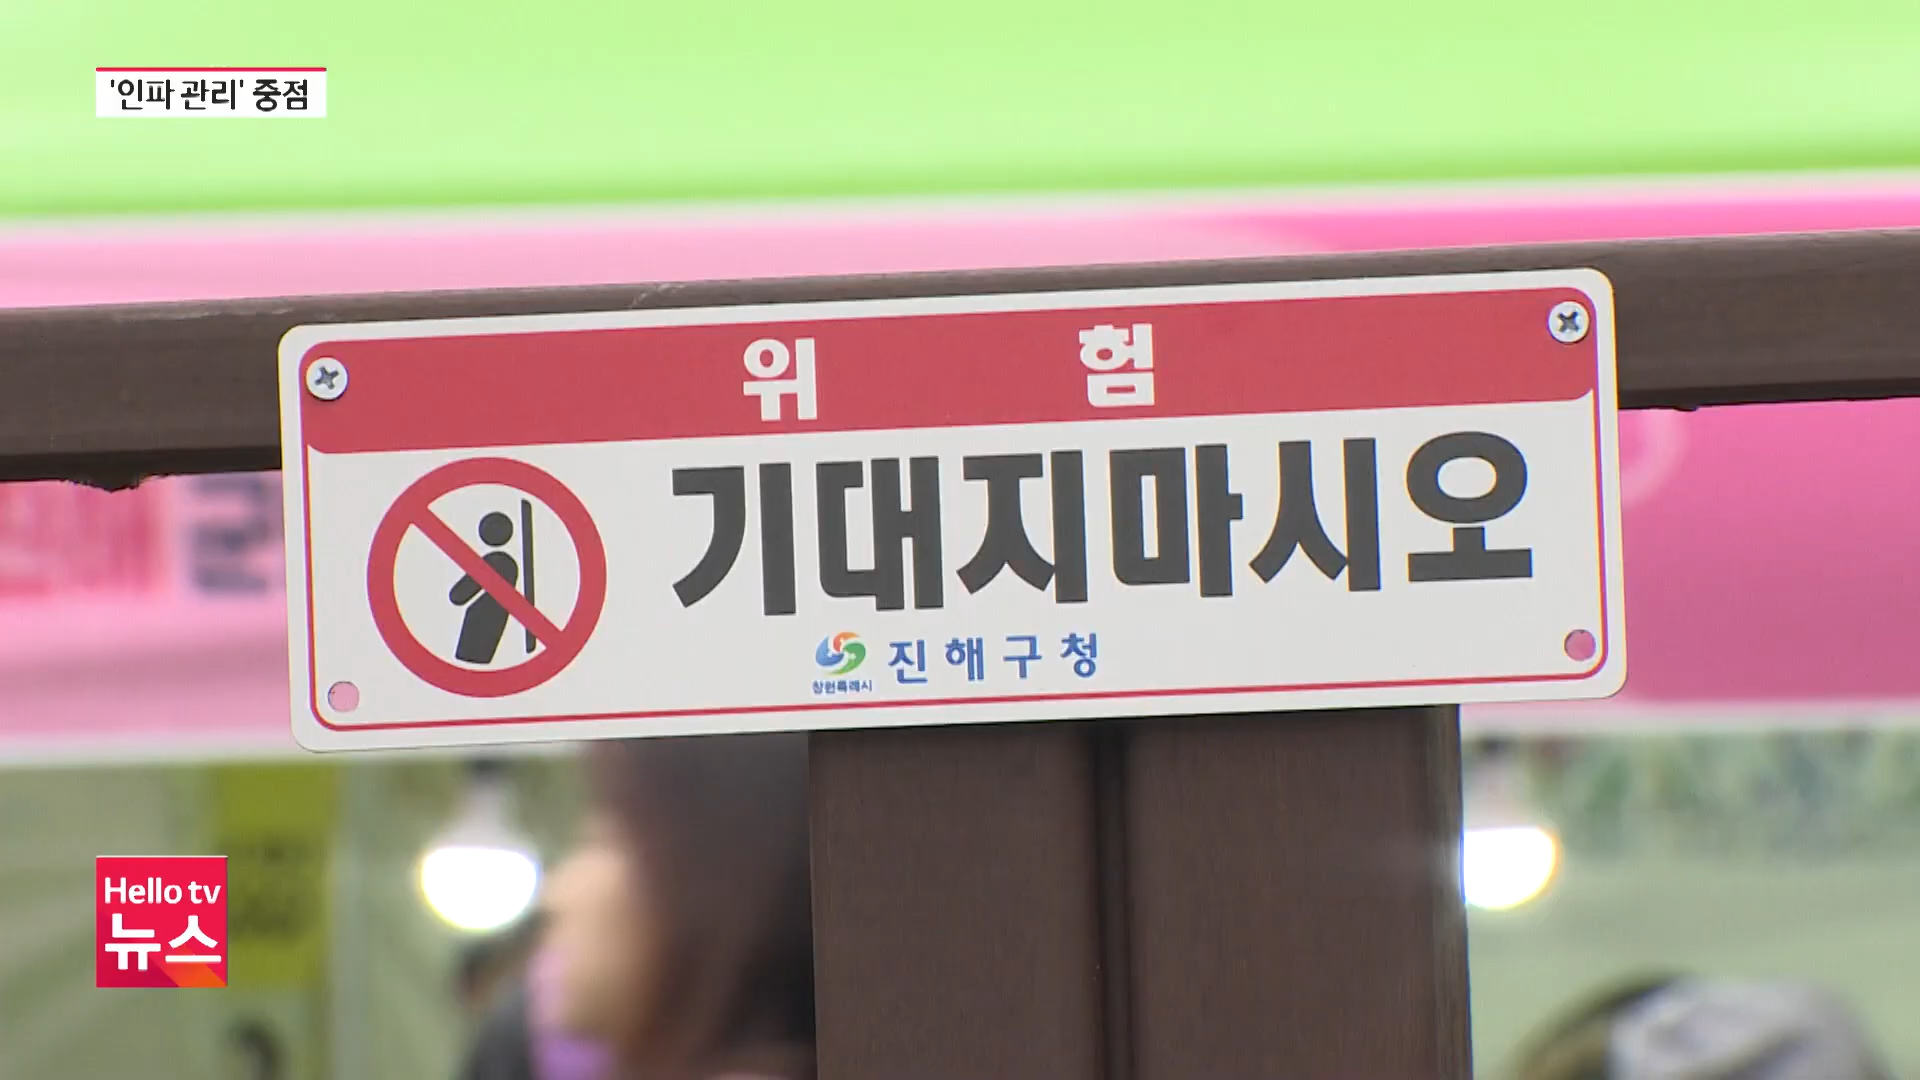 '인파 관리' 중점
위 험
기대지마시오
창원특례시 진해구청
Hello tv
뉴스